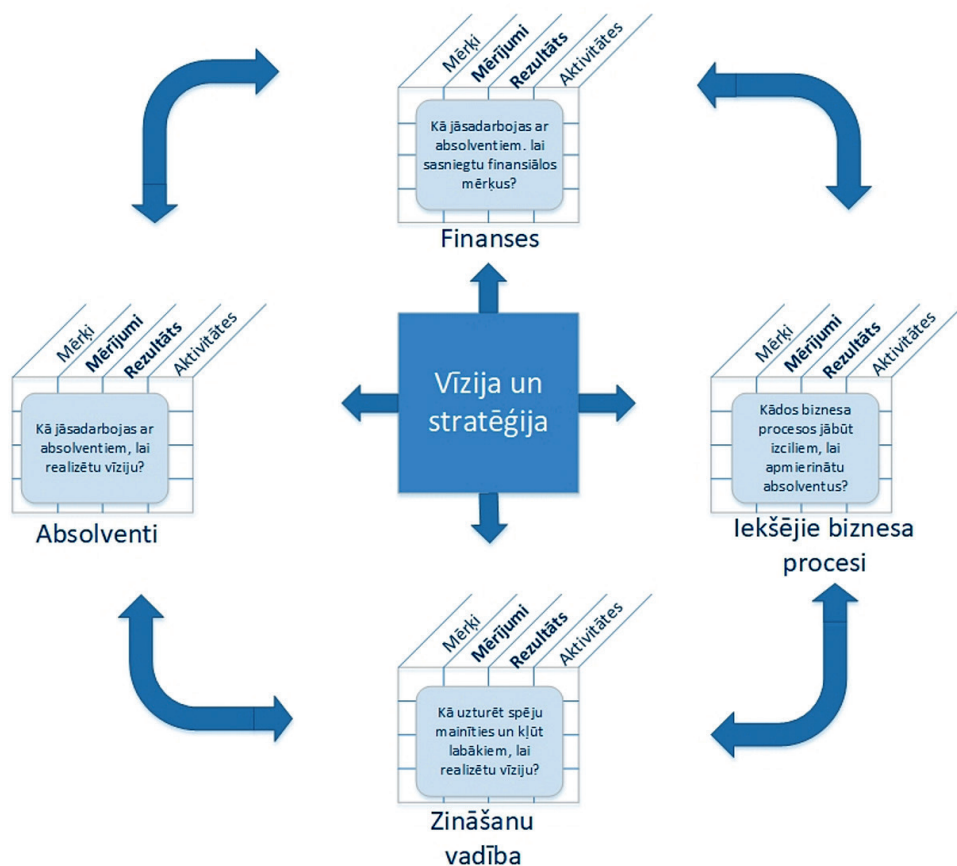 Mērķi
Mērījumi
Rezultāts
Aktivitātes
Kā jāsadarbojas ar
absolventiem. lai
sasniegtu finansiālos
mērķus?
Finanses
Mērķi
Mērījumi
Rezultāts
Aktivitātes
Kā jāsadarbojas ar
absolventiem, lai
realizētu vīziju?
Absolventi
Vīzija un
stratēģija
Mērķi
Mērījumi
Rezultāts
Aktivitātes
Kādos biznesa
procesos jābūt
izciliem, lai
apmierinātu
absolventus?
Iekšējie biznesa
procesi
Mērķi
Mērījumi
Rezultāts
Aktivitātes
Kā uzturēt spēju
mainīties un kļūt
labākiem, lai
realizētu vīziju?
Zināšanu
vadība